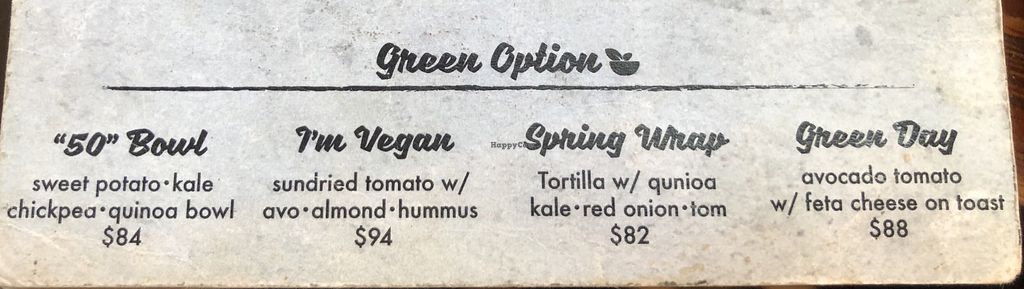 Green Option
"50" Bowl
sweet potato·kale
chickpea·quinoa bowl
$84
I'm Vegan
sundried tomato w/
avo·almond·hummus
$94
HappyC
Spring Wrap
Tortilla w/ qunioa
kale·red onion·tom
$82
Green Day
avocado tomato
w/ feta cheese on toast
$88